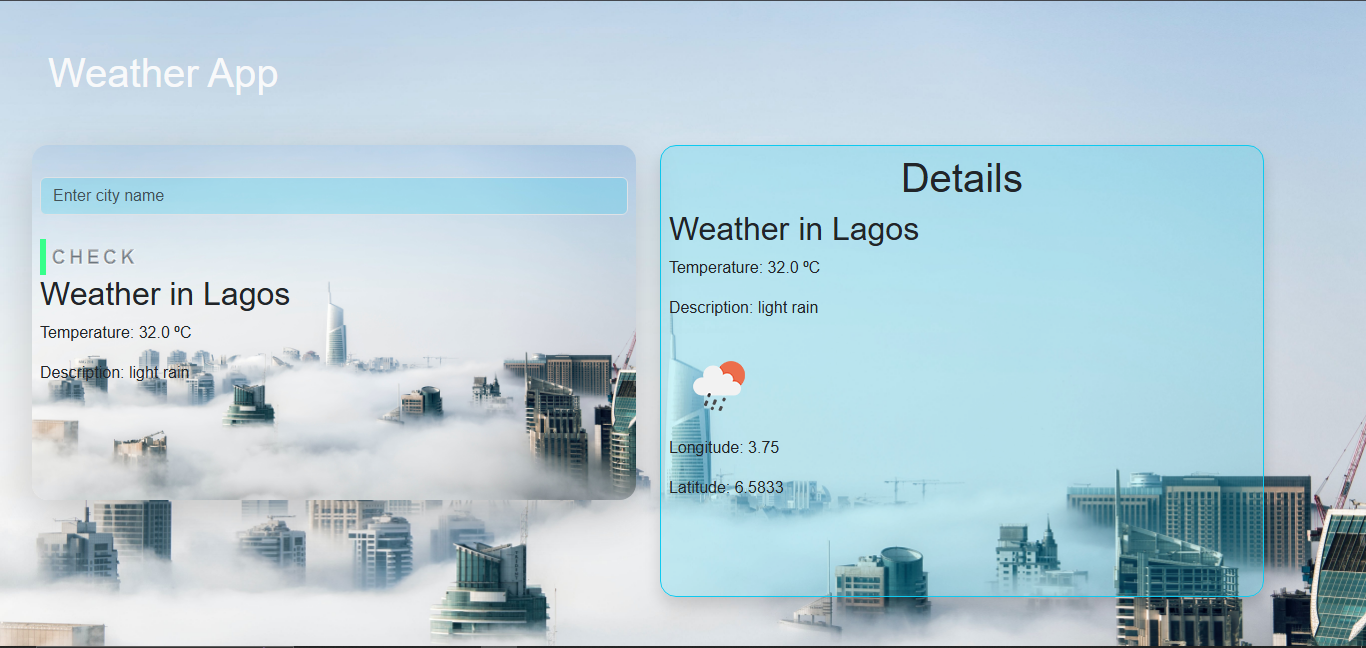 Weather App
Enter city name
CHECK
Weather in Lagos
Temperature: 32.0 ºC
Description: light rain
Details
Weather in Lagos
Temperature: 32.0 ºC
Description: light rain
Longitude: 3.75
Latitude: 6.5833